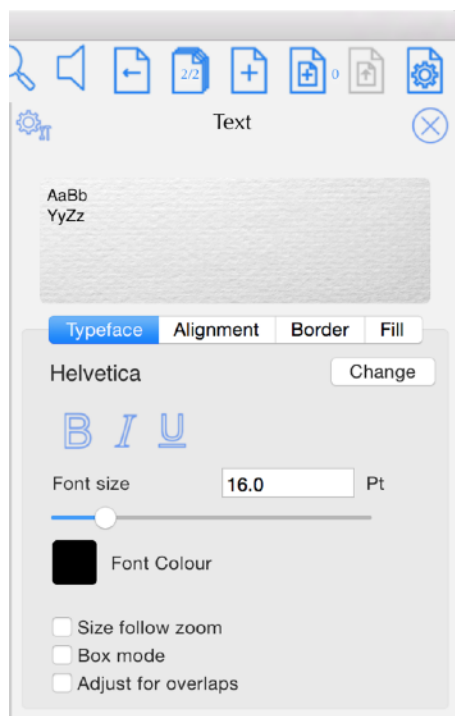 2/2 0
Text
AaBb
YyZz
Typeface Alignment Border Fill
Helvetica Change
B I U
Font size 16.0 Pt
Font Colour
Size follow zoom
Box mode
Adjust for overlaps